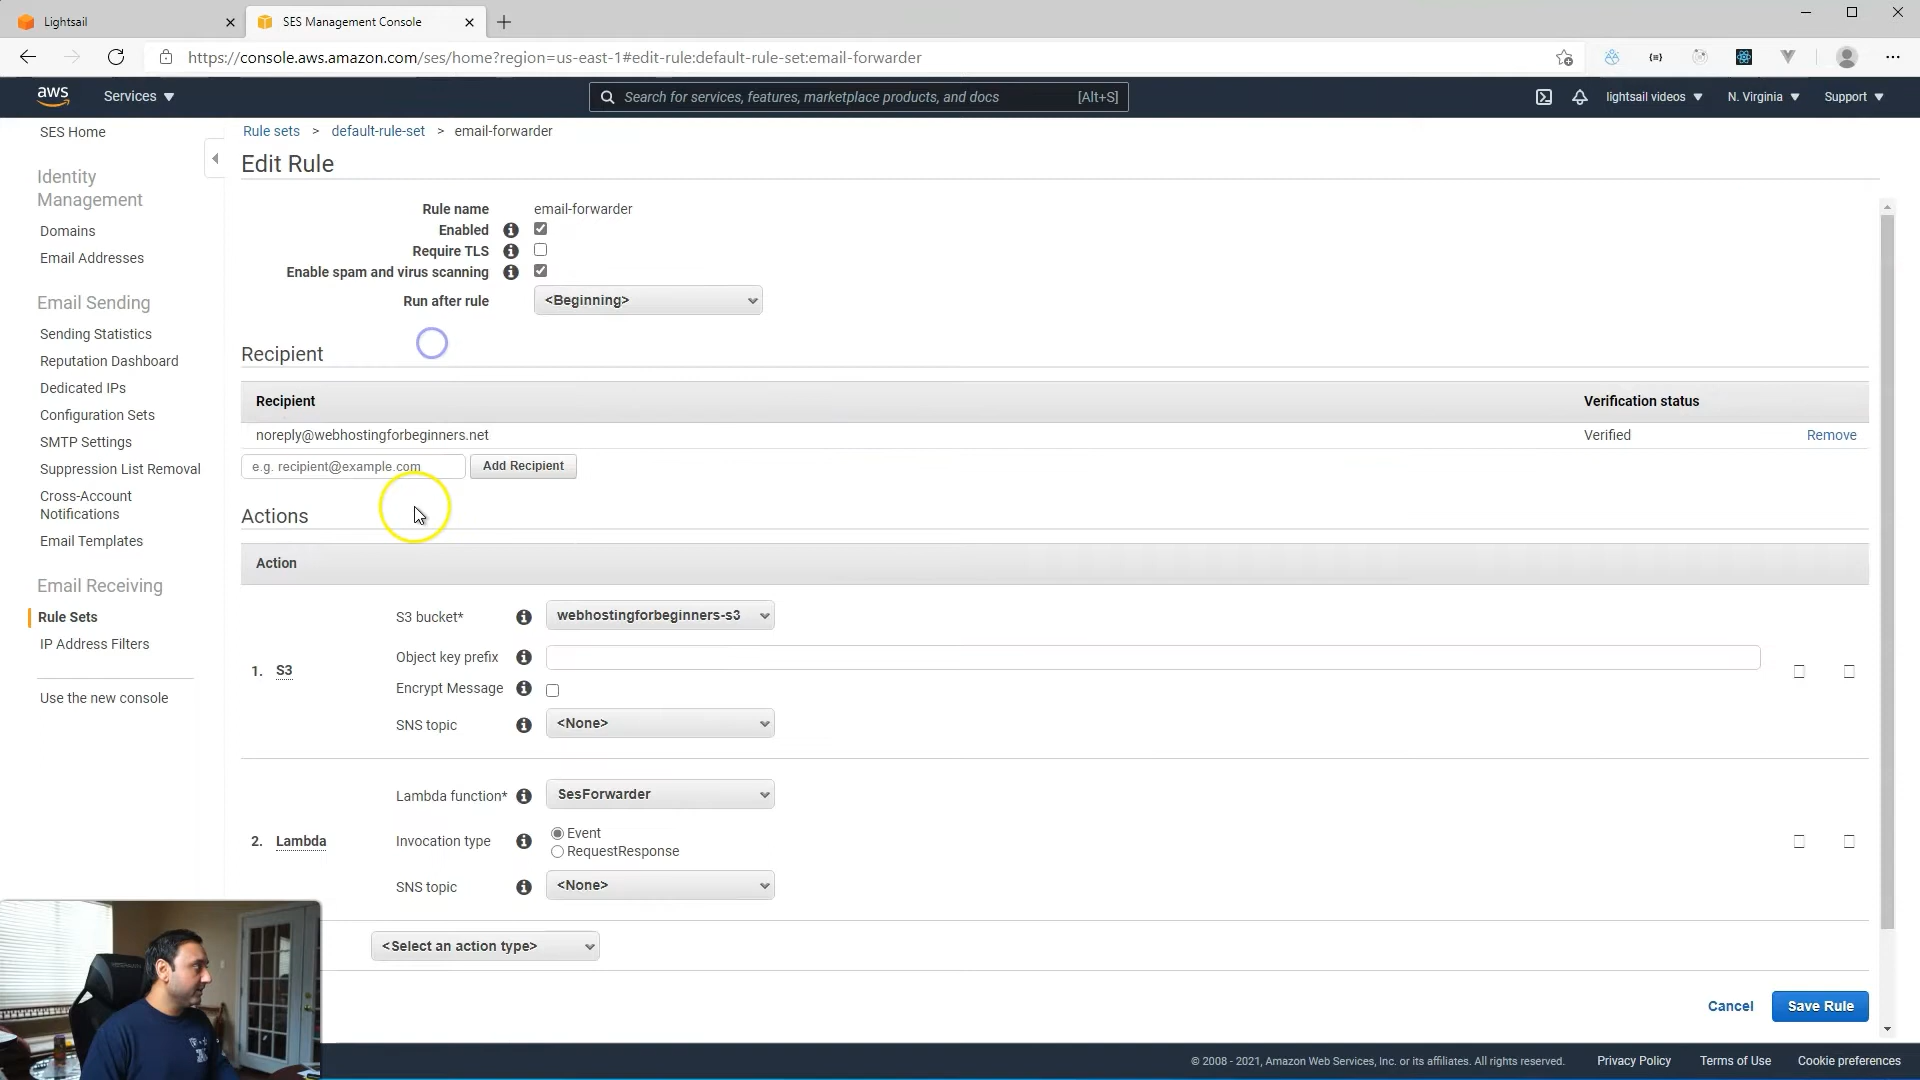 Lightsail
SES Management Console
https://console.aws.amazon.com/ses/home?region=us-east-1#edit-rule:default-rule-set:email-forwarder
aws
Services
Search for services, features, marketplace products, and docs
[Alt+S]
lightsail videos
N. Virginia
Support
SES Home
Identity
Management
Domains
Email Addresses
Email Sending
Sending Statistics
Reputation Dashboard
Dedicated IPs
Configuration Sets
SMTP Settings
Suppression List Removal
Cross-Account
Notifications
Email Templates
Email Receiving
Rule Sets
IP Address Filters
Use the new console
Rule sets > default-rule-set > email-forwarder
Edit Rule
Rule name email-forwarder
Enabled
Require TLS
Enable spam and virus scanning
Run after rule <Beginning>
Recipient
Recipient Verification status
noreply@webhostingforbeginners.net Verified Remove
e.g. recipient@example.com Add Recipient
Actions
Action
1. S3
S3 bucket* webhostingforbeginners-s3
Object key prefix
Encrypt Message
SNS topic <None>
2. Lambda
Lambda function* SesForwarder
Invocation type Event
RequestResponse
SNS topic <None>
<Select an action type>
Cancel Save Rule
© 2008 - 2021, Amazon Web Services, Inc. or its affiliates. All rights reserved. Privacy Policy Terms of Use Cookie preferences